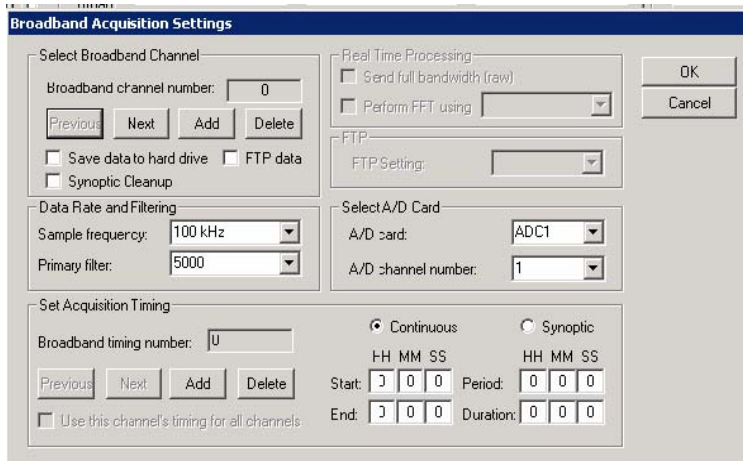 Broadband Acquisition Settings
Select Broadband Channel
Broadband channel number: 0
Previous Next Add Delete
Save data to hard drive FTP data
Synoptic Cleanup
Real Time Processing
Send full bandwidth (raw)
Perform FFT using
FTP
FTP Setting:
OK
Cancel
Data Rate and Filtering
Sample frequency: 100 kHz
Primary filter: 5000
Select A/D Card
A/D card: ADC1
A/D channel number: 1
Set Acquisition Timing
Broadband timing number:
Previous Next Add Delete
Use this channel's timing for all channels
Continuous Synoptic
HH MM SS HH MM SS
Start: 0 0 Period: 0 0 0
End: 0 0 Duration: 0 0 0